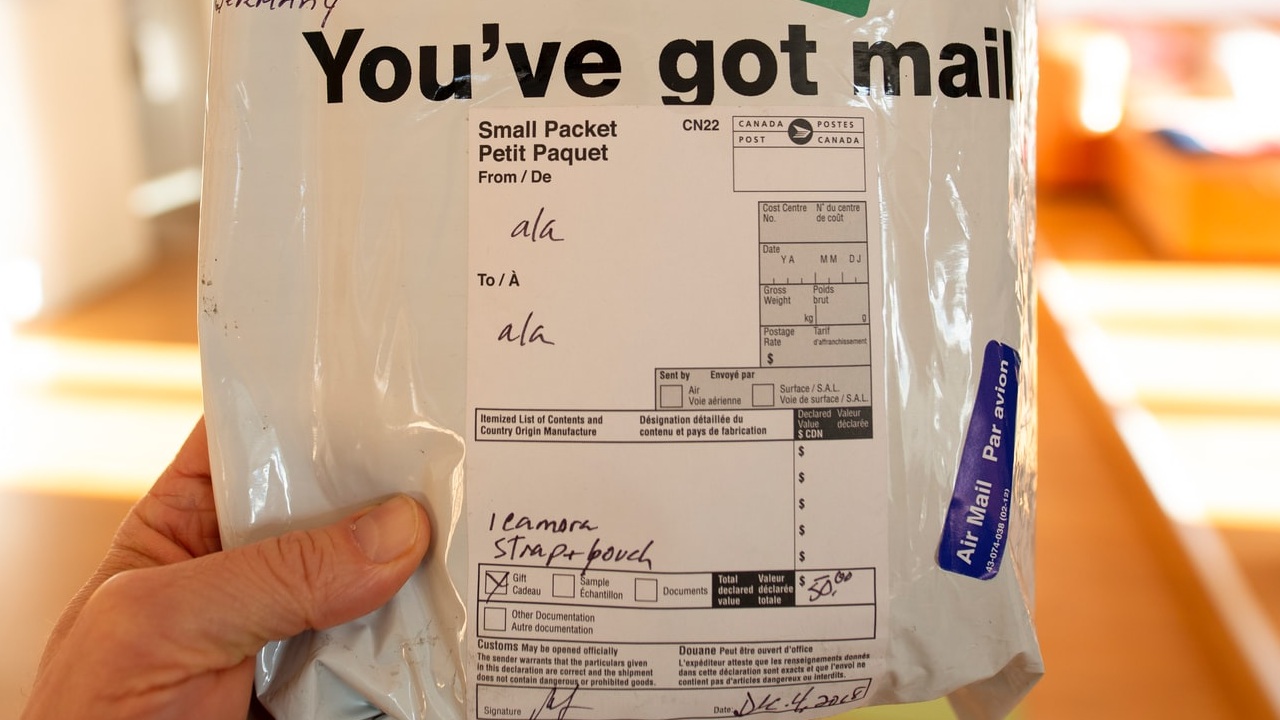 Germany
You've got mail
Small Packet
Petit Paquet
CN22
CANADA POSTES
POST CANADA
From / De
a/a
Cost Centre No. N° du centre de coût
Date
Y A M M D J
Gross Weight Poids brut
kg g
Postage Rate Tarif d'affranchissement
$
To / À
a/a
Sent by Envoyé par
Air
Voie aérienne
Surface / S.A.L.
Voie de surface / S.A.L.
Itemized List of Contents and
Country Origin Manufacture
Désignation détaillée du
contenu et pays de fabrication
Declared Value Valeur déclarée
$ CDN
$
$
$
$
$
1 camera
strap + pouch
Gift
Cadeau
Sample
Échantillon
Documents
Total declared value Valeur déclarée totale
$ 50.00
Other Documentation
Autre documentation
Customs May be opened officially
The sender warrants that the particulars given
in this declaration are correct and the shipment
does not contain dangerous or prohibited goods.
Douane Peut être ouvert d'office
L'expéditeur atteste que les renseignements donnés
dans cette déclaration sont exacts et que l'envoi ne
contient pas d'articles dangereux ou interdits.
Signature
Date: Dec. 4, 2018
Air Mail Par avion
43-074-038 (02-12)